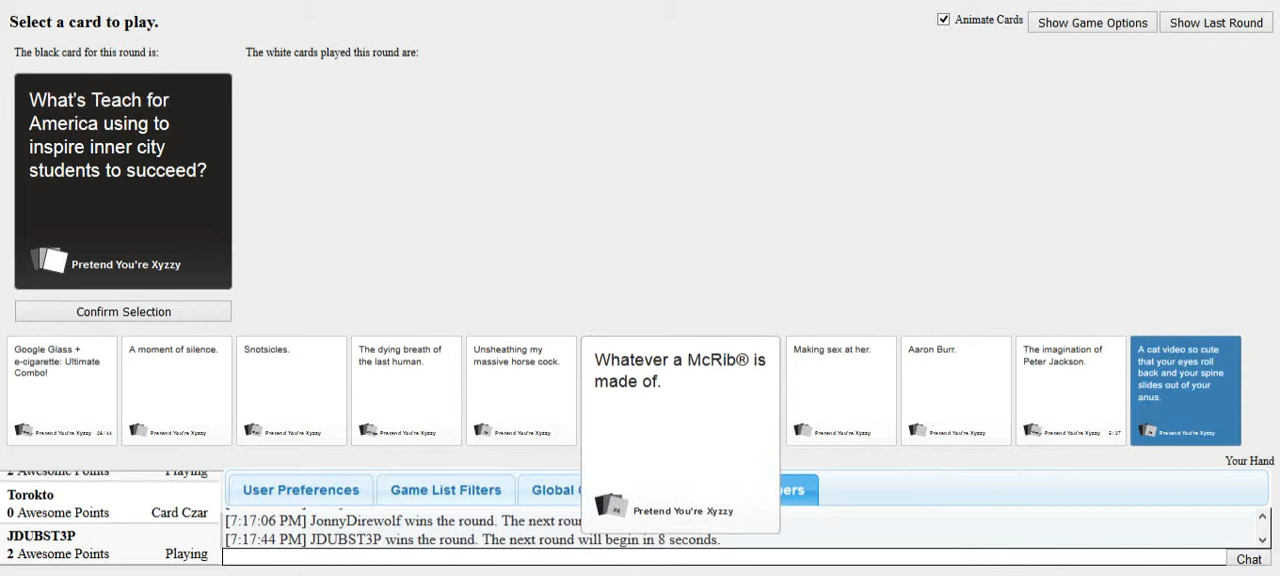 Select a card to play.
Animate Cards
Show Game Options
Show Last Round
The black card for this round is:
The white cards played this round are:
What's Teach for
America using to
inspire inner city
students to succeed?
Pretend You're Xyzzy
Confirm Selection
Google Glass +
e-cigarette: Ultimate
Combo!
Pretend You're Xyzzy
A moment of silence.
Pretend You're Xyzzy
Snotsicles.
Pretend You're Xyzzy
The dying breath of
the last human.
Pretend You're Xyzzy
Unsheathing my
massive horse cock.
Pretend You're Xyzzy
Whatever a McRib® is
made of.
Pretend You're Xyzzy
Making sex at her.
Pretend You're Xyzzy
Aaron Burr.
Pretend You're Xyzzy
The imagination of
Peter Jackson.
Pretend You're Xyzzy
A cat video so cute
that your eyes roll
back and your spine
slides out of your
anus.
Pretend You're Xyzzy
Your Hand
2 Awesome Points Playing
Torokto
0 Awesome Points Card Czar
JDUBST3P
2 Awesome Points Playing
User Preferences
Game List Filters
Global
[7:17:06 PM] JonnyDirewolf wins the round. The next
[7:17:44 PM] JDUBST3P wins the round. The next round will begin in 8 seconds.
Chat